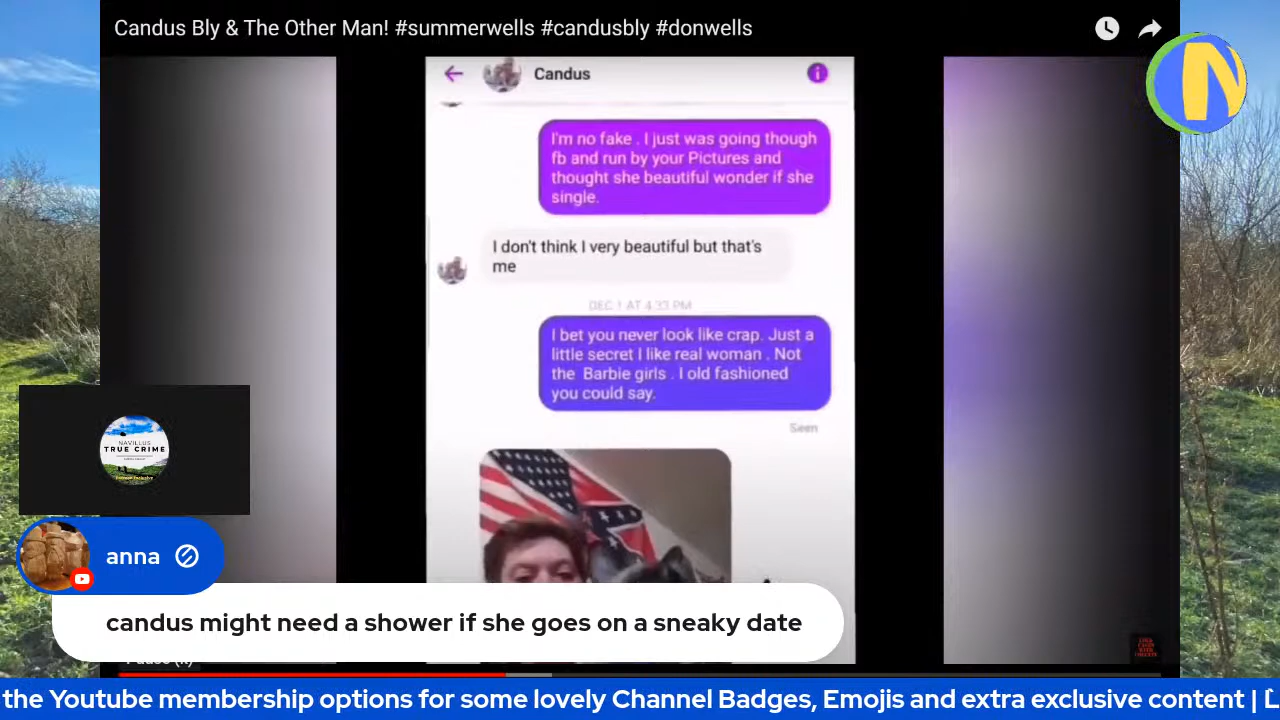 Candus Bly & The Other Man! #summerwells #candusbly #donwells
N
Candus
I'm no fake . I just was going though
fb and run by your Pictures and
thought she beautiful wonder if she
single.
I don't think I very beautiful but that's
me
DEC 1 AT 4:33 PM
I bet you never look like crap. Just a
little secret I like real woman . Not
the Barbie girls . I old fashioned
you could say.
Seen
NAVILLUS
TRUE CRIME
anna
candus might need a shower if she goes on a sneaky date
the Youtube membership options for some lovely Channel Badges, Emojis and extra exclusive content |